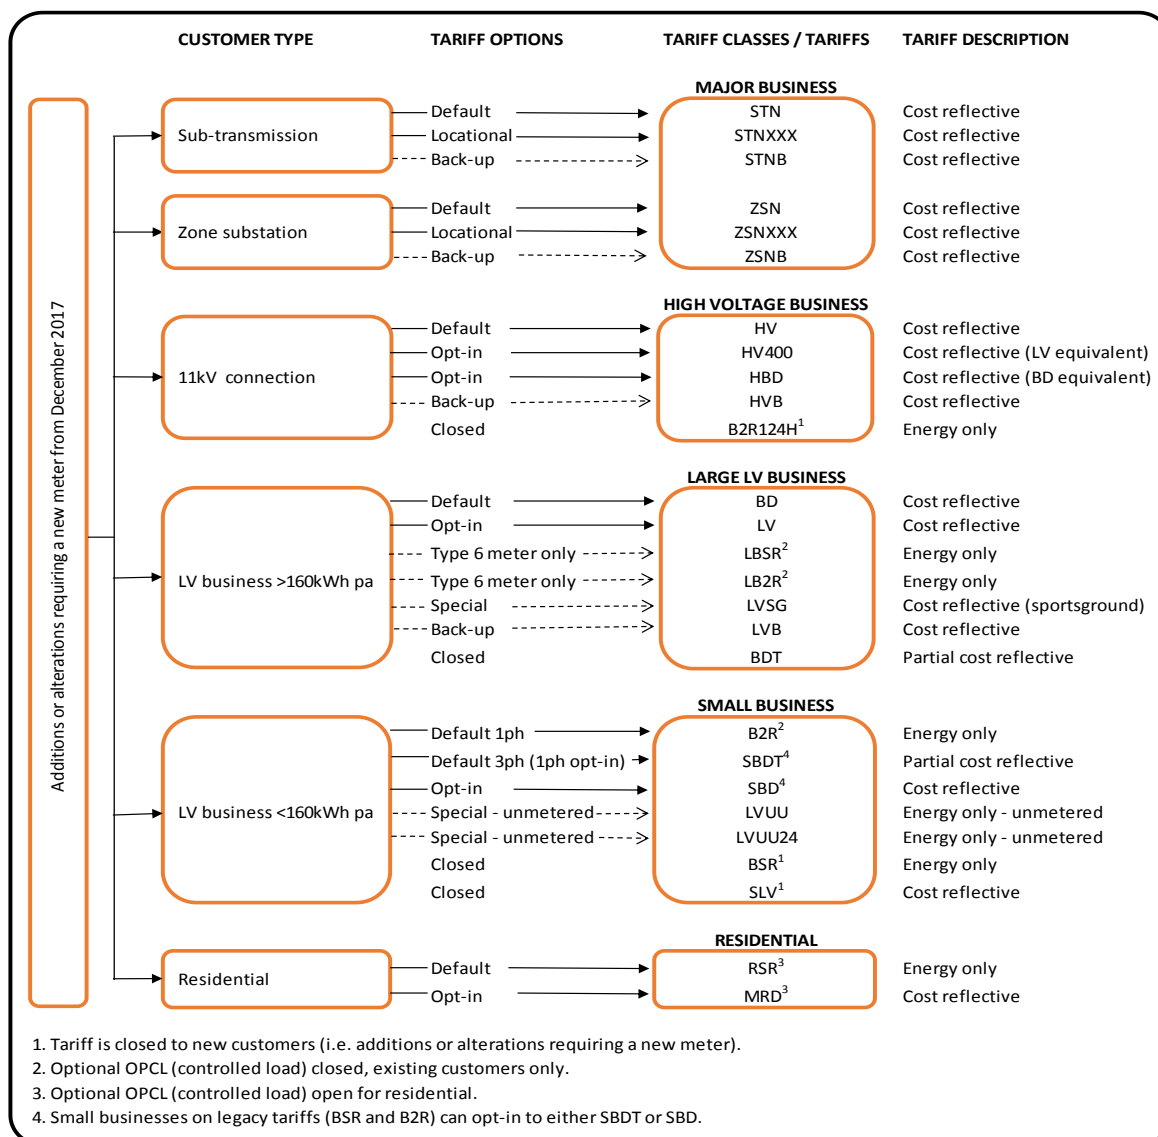 CUSTOMER TYPE TARIFF OPTIONS TARIFF CLASSES / TARIFFS TARIFF DESCRIPTION
Additions or alterations requiring a new meter from December 2017
MAJOR BUSINESS
Sub-transmission
Default STN Cost reflective
Locational STNXXX Cost reflective
Back-up STNB Cost reflective
Zone substation
Default ZSN Cost reflective
Locational ZSNXXX Cost reflective
Back-up ZSNB Cost reflective
HIGH VOLTAGE BUSINESS
11kV connection
Default HV Cost reflective
Opt-in HV400 Cost reflective (LV equivalent)
Opt-in HBD Cost reflective (BD equivalent)
Back-up HVB Cost reflective
Closed B2R124H¹ Energy only
LARGE LV BUSINESS
LV business >160kWh pa
Default BD Cost reflective
Opt-in LV Cost reflective
Type 6 meter only LBSR² Energy only
Type 6 meter only LB2R² Energy only
Special LVSG Cost reflective (sportsground)
Back-up LVB Cost reflective
Closed BDT Partial cost reflective
SMALL BUSINESS
LV business <160kWh pa
Default 1ph B2R² Energy only
Default 3ph (1ph opt-in) SBDT⁴ Partial cost reflective
Opt-in SBD⁴ Cost reflective
Special - unmetered LVUU Energy only - unmetered
Special - unmetered LVUU24 Energy only - unmetered
Closed BSR¹ Energy only
Closed SLV¹ Cost reflective
RESIDENTIAL
Residential
Default RSR³ Energy only
Opt-in MRD³ Cost reflective
1. Tariff is closed to new customers (i.e. additions or alterations requiring a new meter).
2. Optional OPCL (controlled load) closed, existing customers only.
3. Optional OPCL (controlled load) open for residential.
4. Small businesses on legacy tariffs (BSR and B2R) can opt-in to either SBDT or SBD.